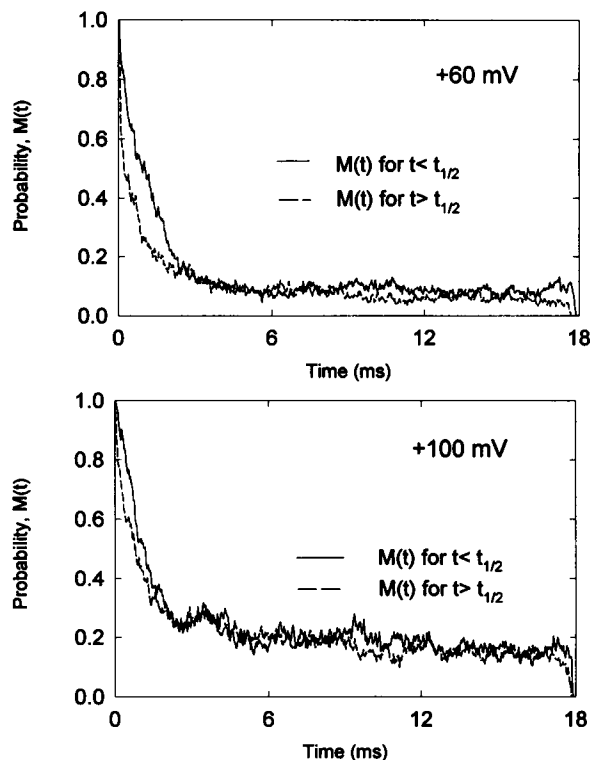 1.0
0.8
0.6
0.4
0.2
0.0
Probability, M(t)
+60 mV
M(t) for t< t1/2
M(t) for t> t1/2
0 6 12 18
Time (ms)
1.0
0.8
0.6
0.4
0.2
0.0
Probability, M(t)
+100 mV
M(t) for t< t1/2
M(t) for t> t1/2
0 6 12 18
Time (ms)